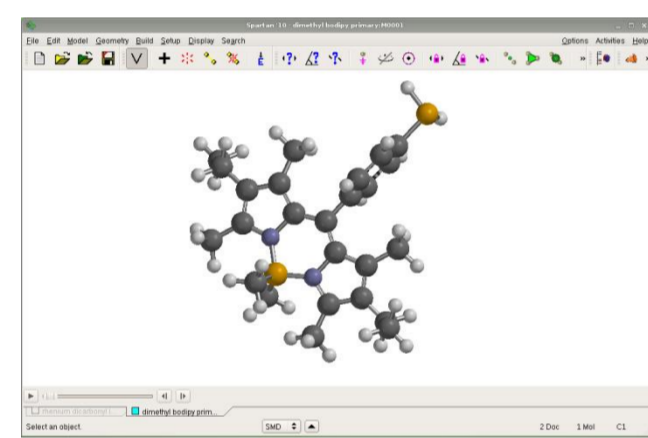 Spartan '10 - dimethyl bodipy primary:M0001
File Edit Model Geometry Build Setup Display Search Options Activities Help
dimethyl bodipy prim...
Select an object. SMD 2 Doc 1 Mol C1